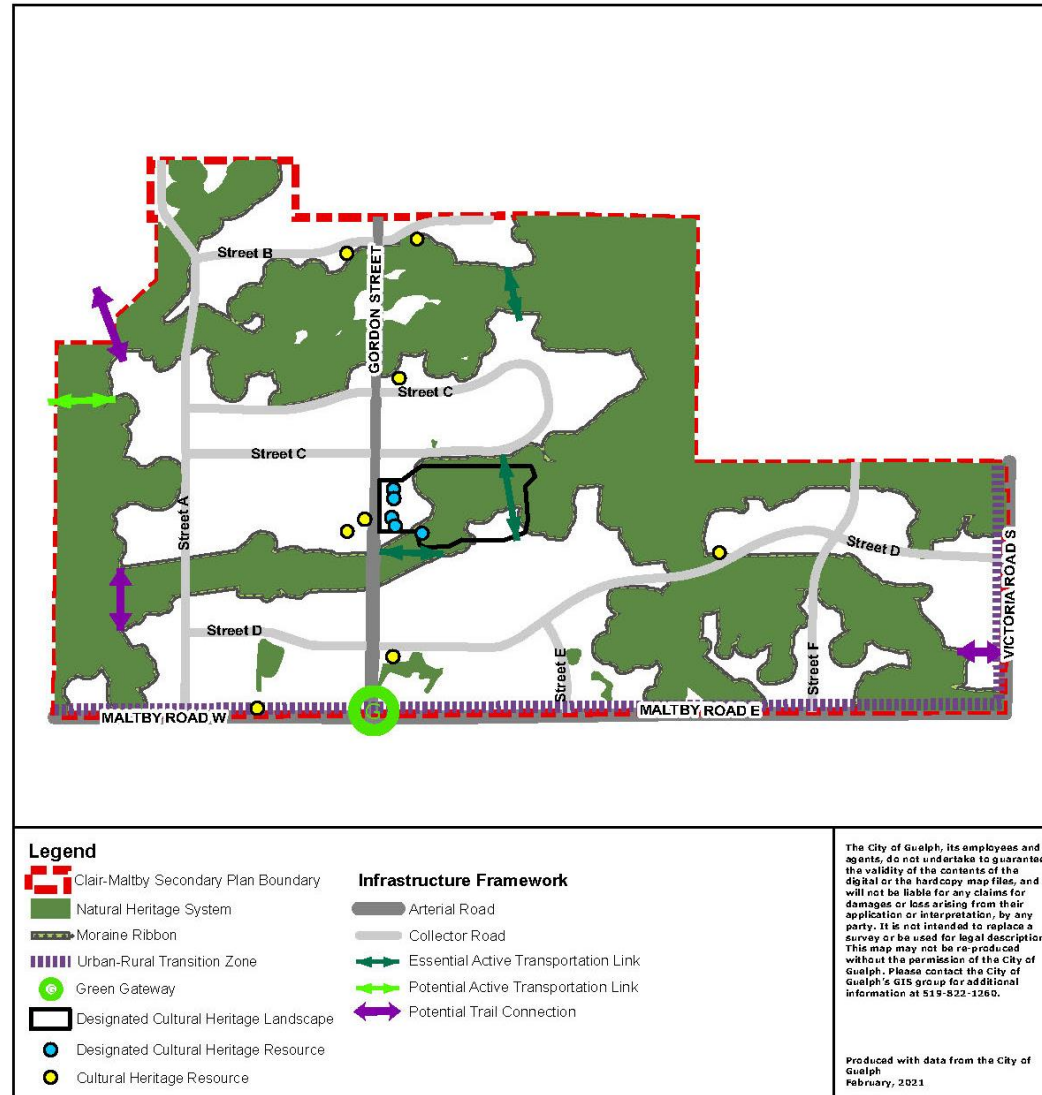 Street B
GORDON STREET
Street C
Street C
Street A
Street D
VICTORIA ROAD S
Street D
Street E
Street F
G
MALTBY ROAD W
MALTBY ROAD E
Legend
Clair-Maltby Secondary Plan Boundary
Natural Heritage System
Moraine Ribbon
Urban-Rural Transition Zone
G
Green Gateway
Designated Cultural Heritage Landscape
Designated Cultural Heritage Resource
Cultural Heritage Resource
Infrastructure Framework
Arterial Road
Collector Road
Essential Active Transportation Link
Potential Active Transportation Link
Potential Trail Connection
The City of Guelph, its employees and
agents, do not undertake to guarantee
the validity of the contents of the
digital or the hardcopy map files, and
will not be liable for any claims for
damages or loss arising from their
application or interpretation, by any
party. It is not intended to replace a
survey or be used for legal description.
This map may not be re-produced
without the permission of the City of
Guelph. Please contact the City of
Guelph's GIS group for additional
information at 519-822-1260.
Produced with data from the City of
Guelph
February, 2021